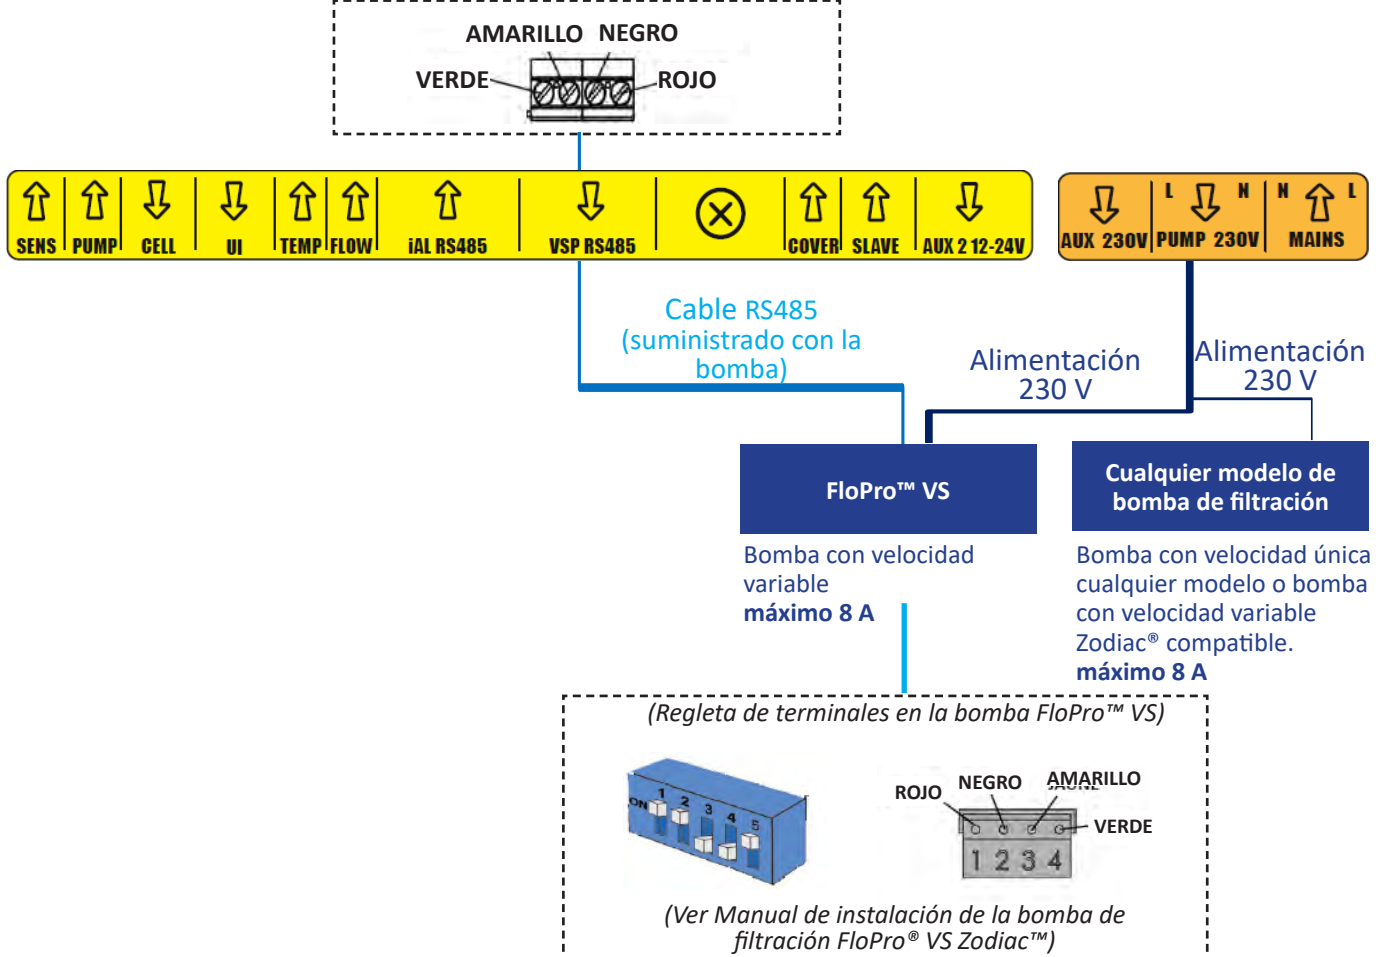 AMARILLO NEGRO
VERDE ROJO
SENS PUMP CELL UI TEMP FLOW iAL RS485 VSP RS485 COVER SLAVE AUX 2 12-24V
L N N L
AUX 230V PUMP 230V MAINS
Cable RS485
(suministrado con la
bomba)
Alimentación
230 V
Alimentación
230 V
FloPro™ VS
Cualquier modelo de
bomba de filtración
Bomba con velocidad
variable
máximo 8 A
Bomba con velocidad única
cualquier modelo o bomba
con velocidad variable
Zodiac® compatible.
máximo 8 A
(Regleta de terminales en la bomba FloPro™ VS)
ON 1 2 3 4 5
ROJO NEGRO AMARILLO
VERDE
1 2 3 4
(Ver Manual de instalación de la bomba de
filtración FloPro® VS Zodiac™)